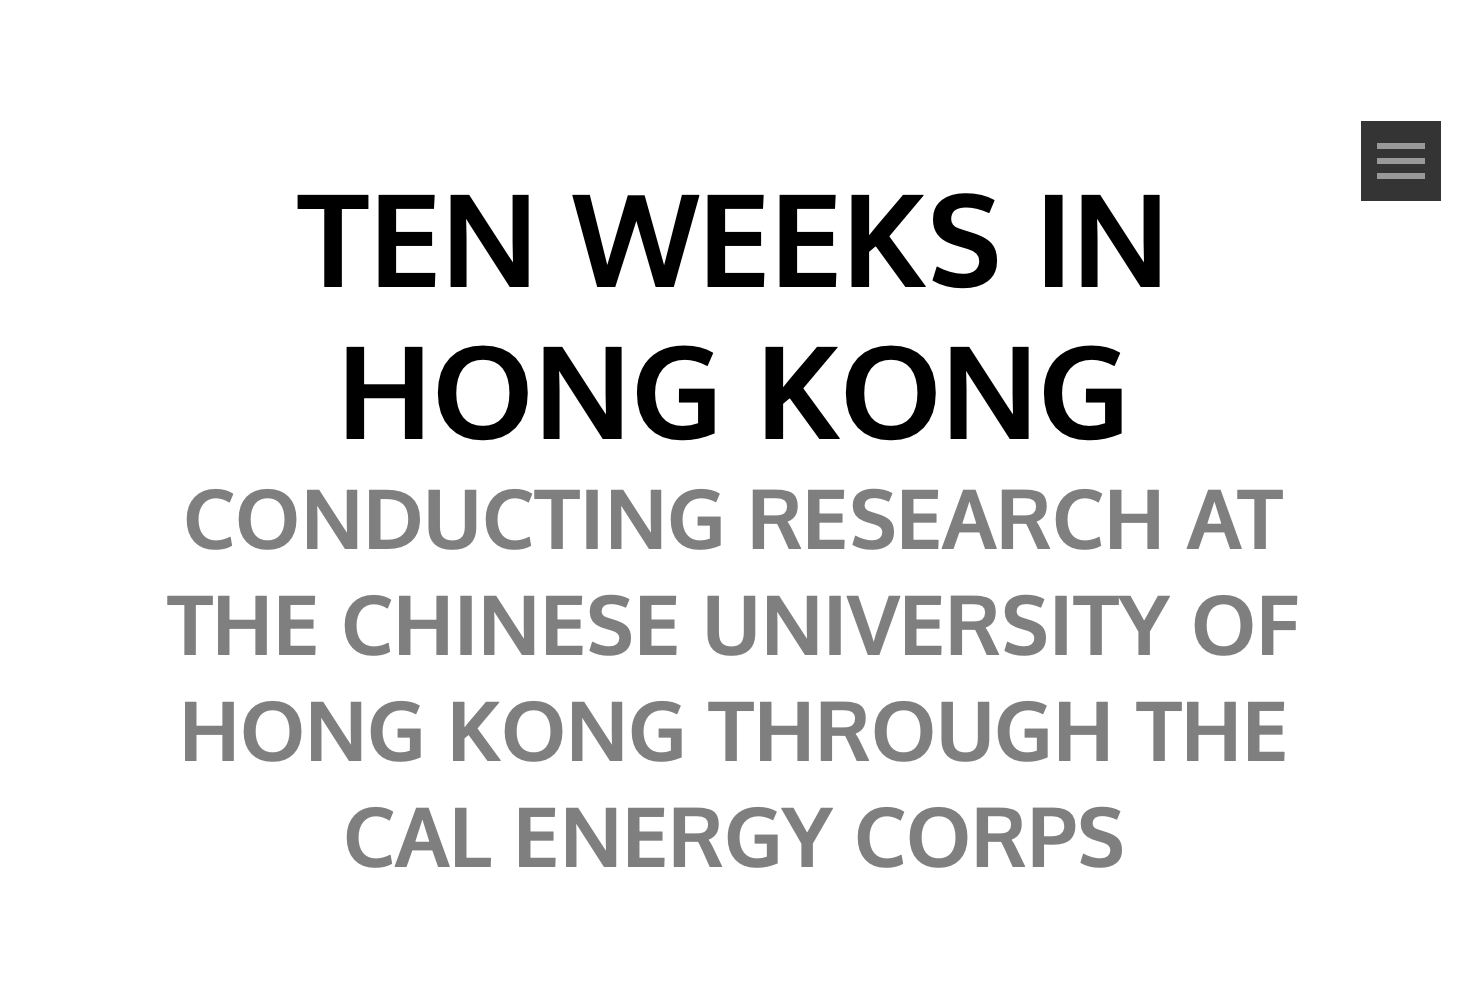 TEN WEEKS IN
HONG KONG
CONDUCTING RESEARCH AT
THE CHINESE UNIVERSITY OF
HONG KONG THROUGH THE
CAL ENERGY CORPS